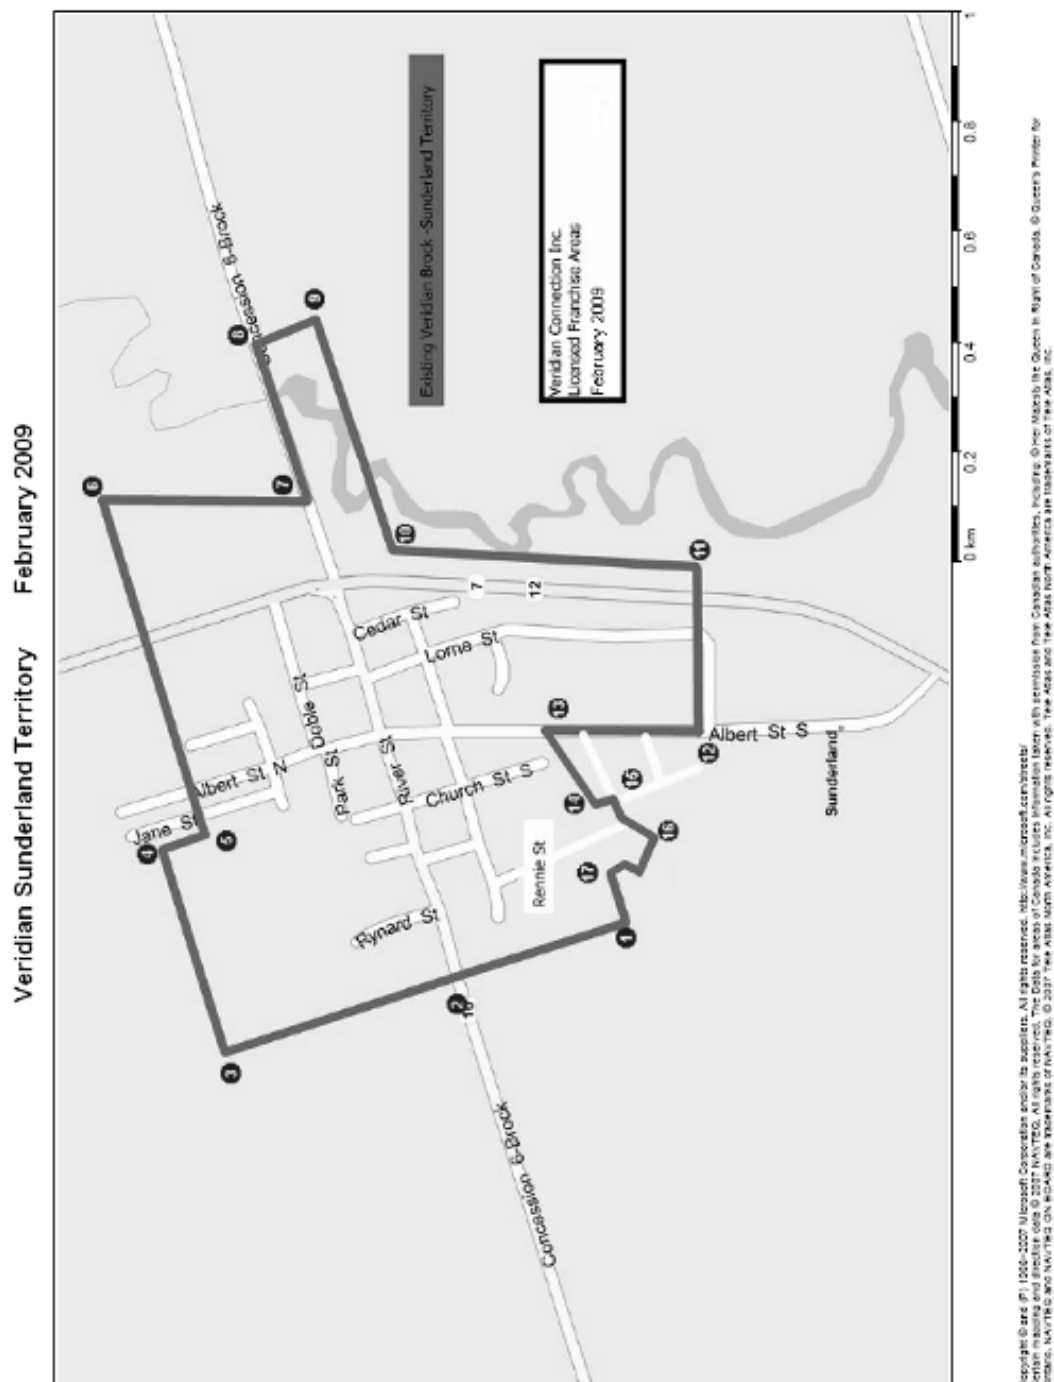 Veridian Sunderland Territory February 2009
Concession 6-Brock
Existing Veridian Brock -Sunderland Territory
Veridian Connection Inc.
Licensed Franchise Areas
February 2009
6
7
8
9
10
11
7
12
Cedar St
Lorne St
Doble St
Park St
River St
Albert St N
Jane St
Church St S
Rynard St
Rennie St
Albert St S
Sunderland
13
14
15
12
16
17
1
2
10
3
4
5
Concession 6-Brock
0 km
0.2
0.4
0.6
0.8
1